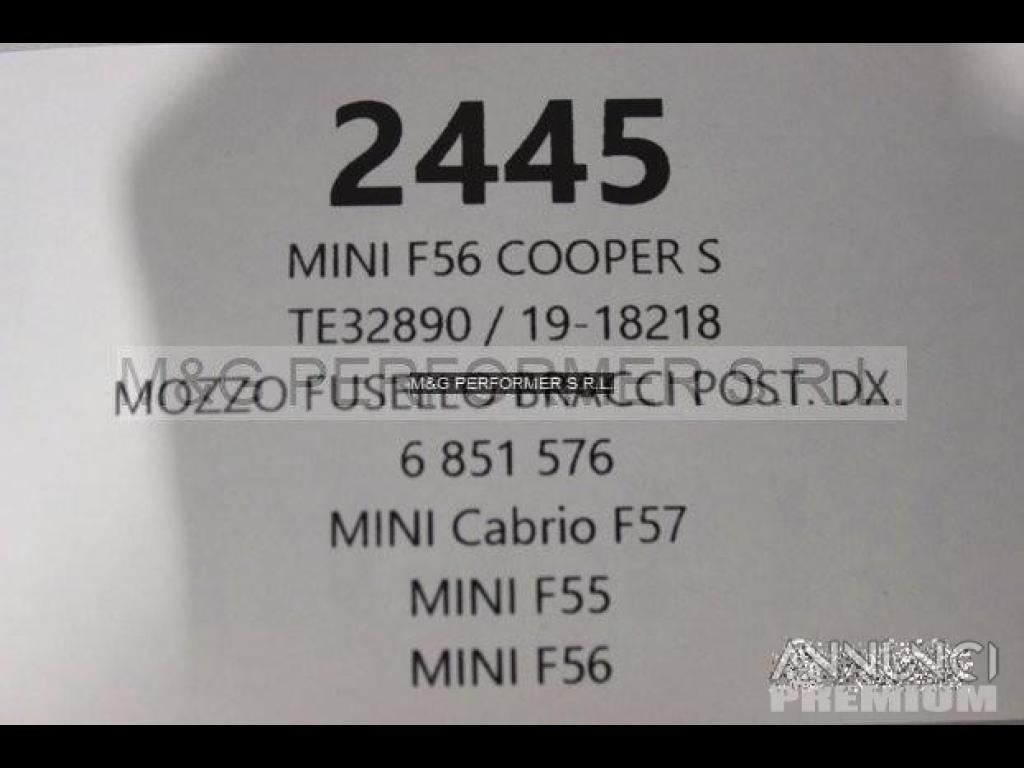 2445
MINI F56 COOPER S
TE32890 / 19-18218
M&G PERFORMER S.R.L.
MOZZO FUSELLO BRACCI POST. DX.
M&G PERFORMER S.R.L.
6 851 576
MINI Cabrio F57
MINI F55
MINI F56
ANNUNCI
PREMIUM